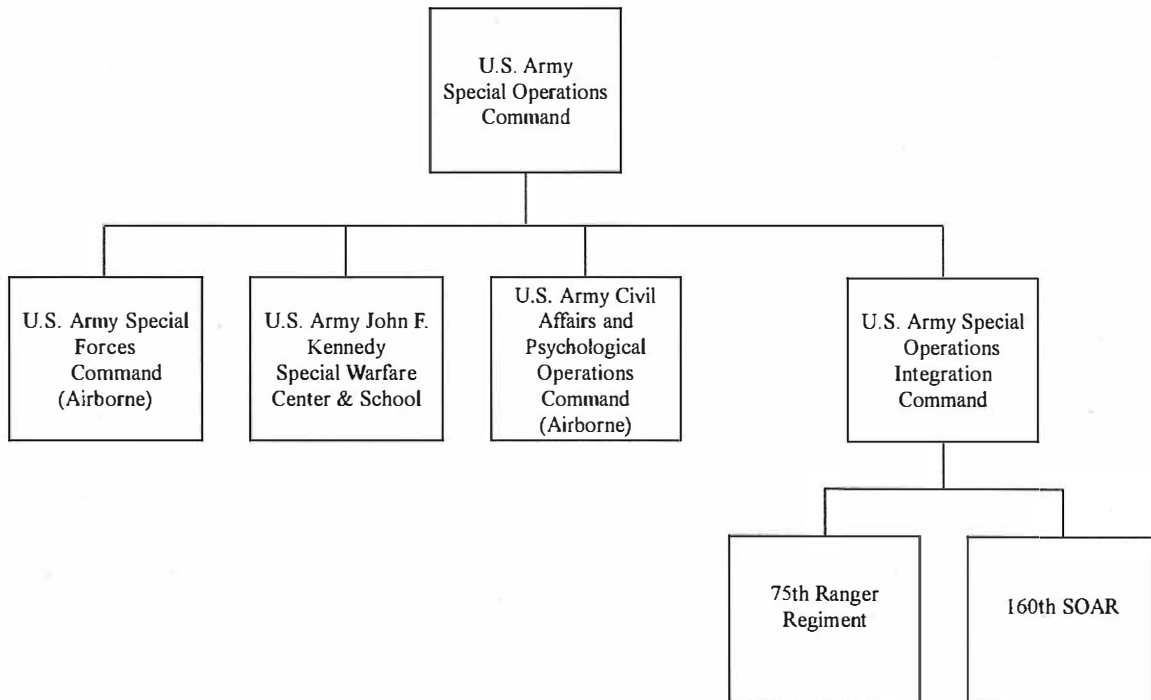 U.S. Army
Special Operations
Command
U.S. Army Special
Forces
Command
(Airborne)
U.S. Army John F.
Kennedy
Special Warfare
Center & School
U.S. Army Civil
Affairs and
Psychological
Operations
Command
(Airborne)
U.S. Army Special
Operations
Integration
Command
75th Ranger
Regiment
160th SOAR